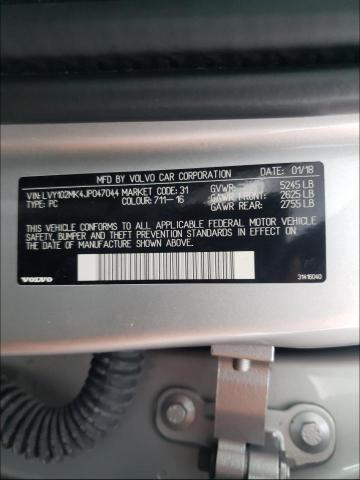 MFD BY VOLVO CAR CORPORATION 01/18
VIN: LVY102MK4JP047044 MARKET CODE: 31 GVWR: 5245 LB
TYPE: PC COLOUR: 711-16 GAWR FRONT: 2625 LB
GAWR REAR: 2755 LB
THIS VEHICLE CONFORMS TO ALL APPLICABLE FEDERAL MOTOR VEHICLE
SAFETY, BUMPER AND THEFT PREVENTION STANDARDS IN EFFECT
ON THE DATE OF MANUFACTURE SHOWN ABOVE.
VOLVO 31416040